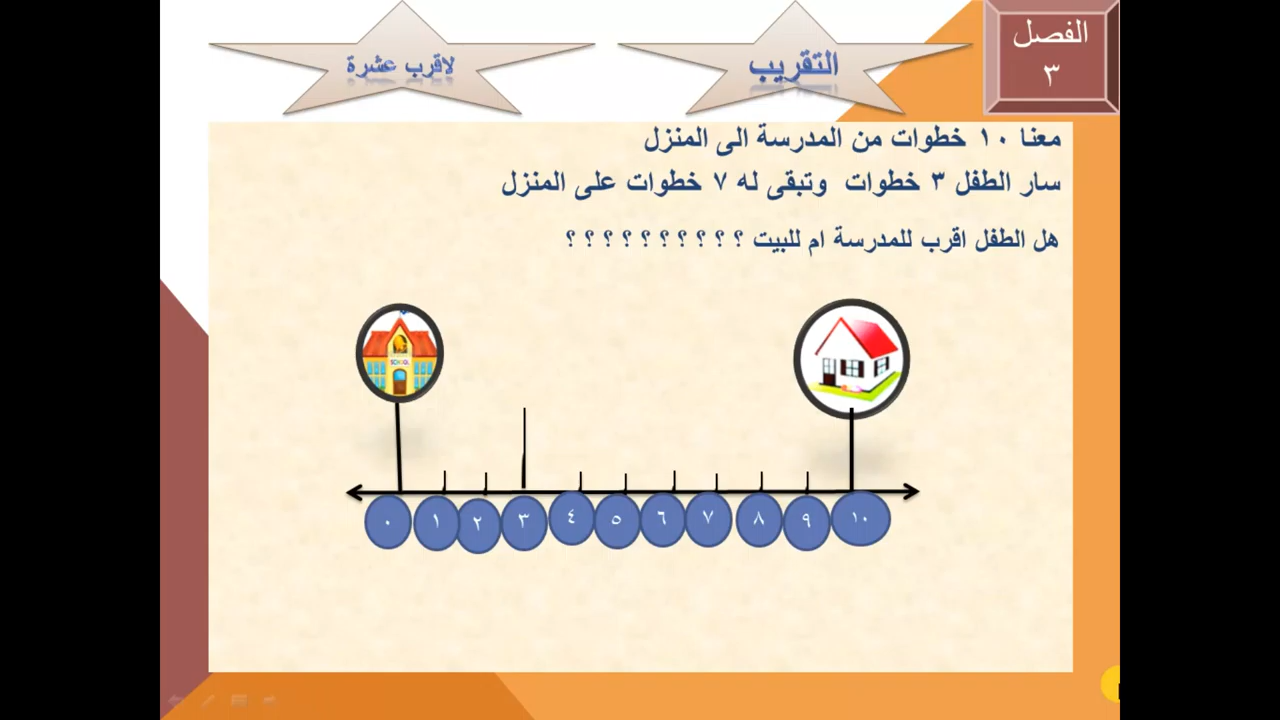 الفصل
٣
التقريب
لاقرب عشرة
معنا ١٠ خطوات من المدرسة الى المنزل
سار الطفل ٣ خطوات وتبقى له ٧ خطوات على المنزل
هل الطفل اقرب للمدرسة ام للبيت ؟ ؟ ؟ ؟ ؟ ؟ ؟ ؟ ؟ ؟
SCHOOL
٠ ١ ٢ ٣ ٤ ٥ ٦ ٧ ٨ ٩ ١٠